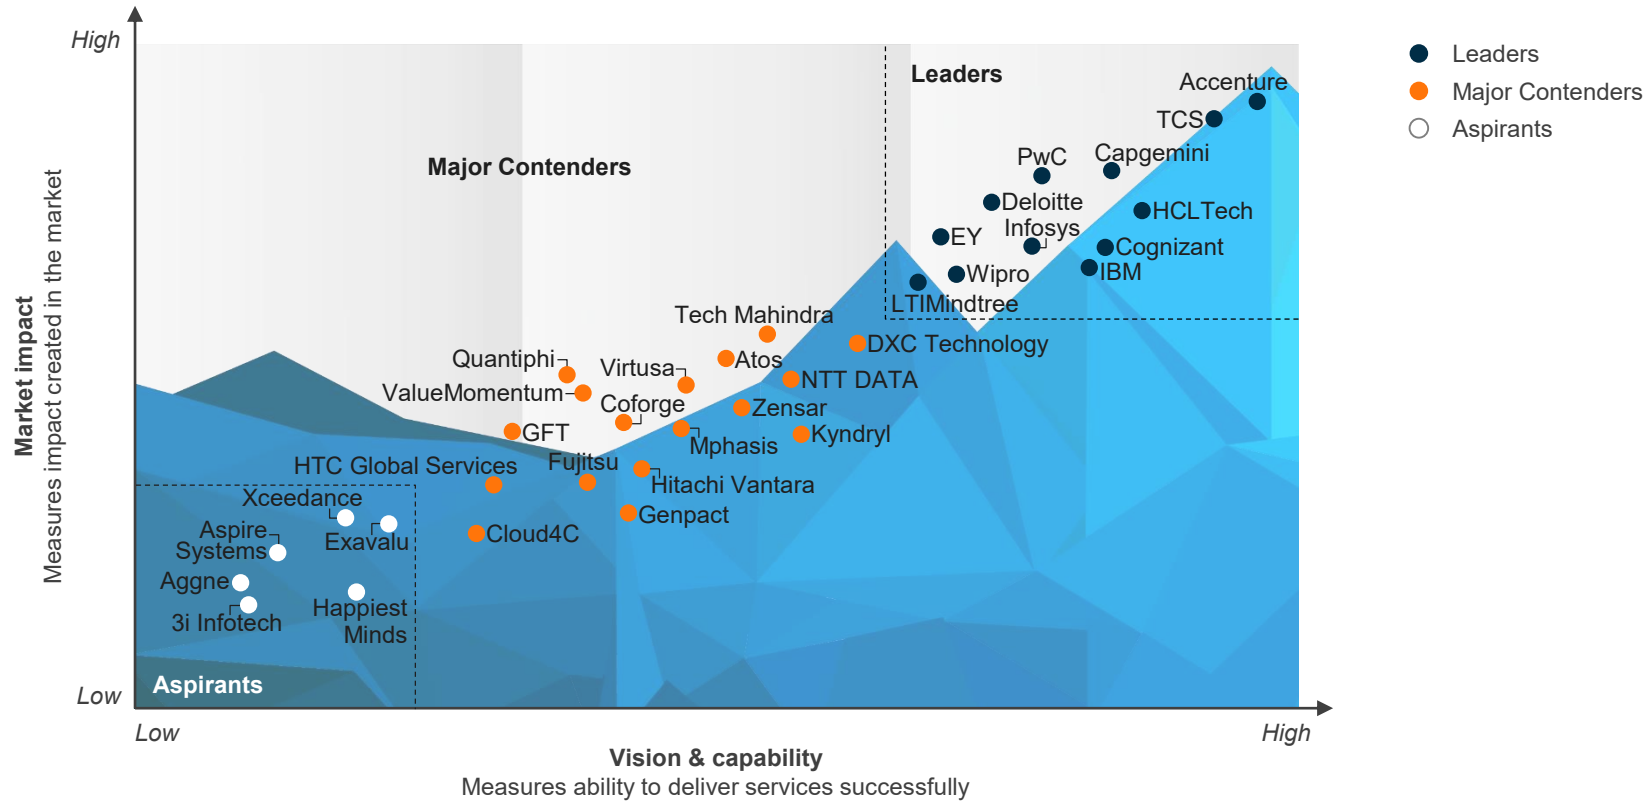 High
Leaders
Accenture
TCS
Major Contenders
PwC
Capgemini
Deloitte
HCLTech
Infosys
EY
Cognizant
Wipro
IBM
LTIMindtree
Tech Mahindra
DXC Technology
Quantiphi
Virtusa
Atos
NTT DATA
ValueMomentum
Coforge
Zensar
GFT
Mphasis
Kyndryl
HTC Global Services
Fujitsu
Hitachi Vantara
Genpact
Cloud4C
Xceedance
Exavalu
Aspire
Systems
Aggne
3i Infotech
Happiest
Minds
Aspirants
Low
Market impact
Measures impact created in the market
Low
High
Vision & capability
Measures ability to deliver services successfully
Leaders
Major Contenders
Aspirants